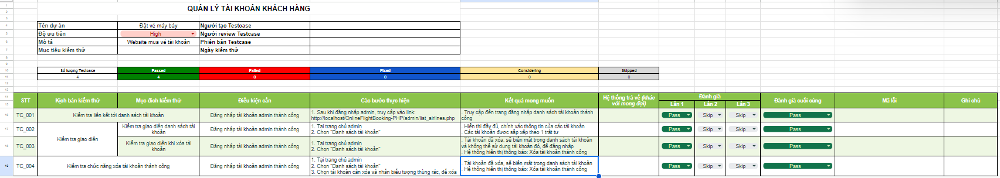 QUẢN LÝ TÀI KHOẢN KHÁCH HÀNG
Tên dự án
Đặt vé máy báy
Người tạo Testcase
Độ ưu tiên
High
Người review Testcase
Mô tả
Website mua vé tài khoản
Phiên bản Testcase
Mục tiêu kiểm thử
Ngày kiểm thử
Số lượng Testcase
Passed
Failed
Fixed
Considering
Skipped
4
4
0
0
0
0
STT
Kịch bản kiểm thử
Mục đích kiểm thử
Điều kiện cần
Các bước thực hiện
Kết quả mong muốn
Hệ thống trả về (khác
với mong đợi)
Đánh giá
Lần 1
Lần 2
Lần 3
Đánh giá cuối cùng
Mã lỗi
Ghi chú
TC_001
Kiểm tra liên kết tới danh sách tài khoản
Đăng nhập tài khoản admin thành công
1. Sau khi đăng nhập admin, truy cập vào link:
http://localhost/OnlineFlightBooking-PHP/admin/list_airlines.php
. Truy cập đến trang đăng nhập danh sách tài khoản thành
công
Pass
Skip
Skip
Pass
TC_002
Kiểm tra giao diện
Kiểm tra giao diện danh sách tài
khoản
Đăng nhập tài khoản admin thành công
1. Tại trang chủ admin
2. Chọn "Danh sách tài khoản"
. Hiển thị đầy đủ, chính xác thông tin của các tài khoản
. Các tài khoản được sắp xếp theo 1 trật tự
Pass
Skip
Skip
Pass
TC_003
Kiểm tra giao diện khi xóa tài
khoản
Đăng nhập tài khoản admin thành công
1. Tại trang chủ admin
2. Chọn "Danh sách tài khoản"
. Tài khoản đã xóa, sẽ biến mất trong danh sách tài khoản
và không thể sử dụng tài khoản đó, để đăng nhập
. Hệ thống hiển thị thông báo: Xóa tài khoản thành công
Pass
Skip
Skip
Pass
TC_004
Kiểm tra chức năng xóa tài khoản thành công
Đăng nhập tài khoản admin thành công
1. Tại trang chủ admin
2. Chọn "Danh sách tài khoản"
3. Chọn tài khoản cần xóa và nhấn biểu tượng thùng rác, để xóa
. Tài khoản đã xóa, sẽ biến mất trong danh sách tài khoản
. Hệ thống hiển thị thông báo: Xóa tài khoản thành công
Pass
Skip
Skip
Pass